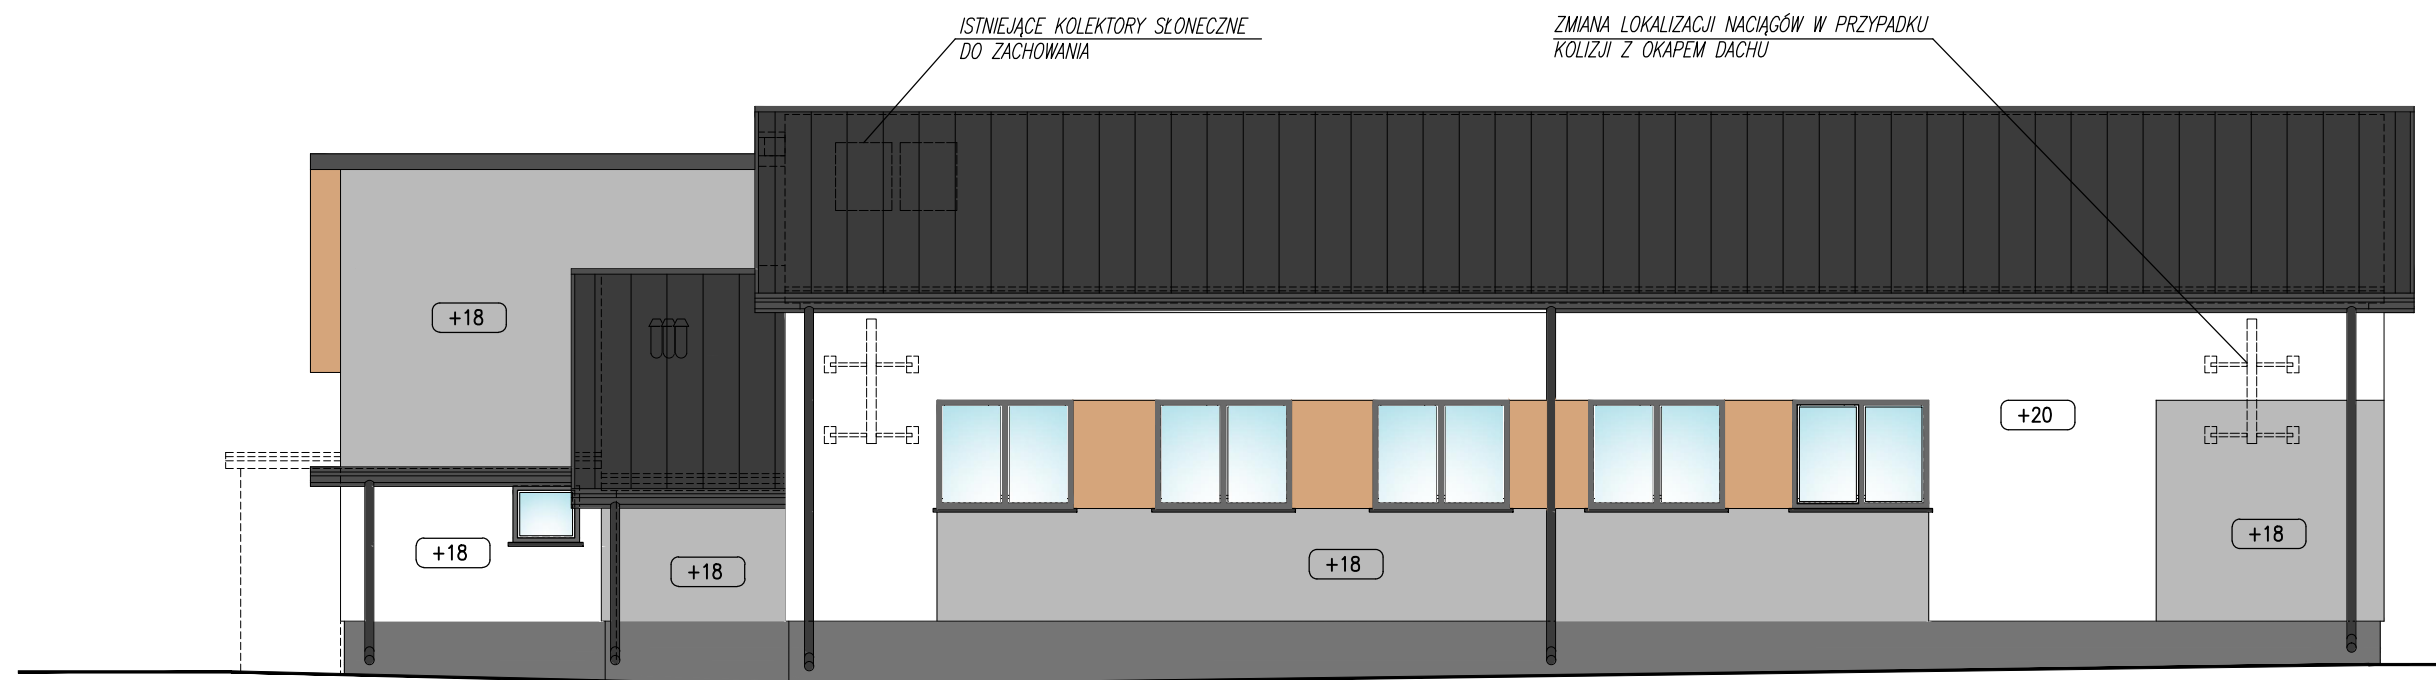 ISTNIEJĄCE KOLEKTORY SŁONECZNE
DO ZACHOWANIA
ZMIANA LOKALIZACJI NACIĄGÓW W PRZYPADKU
KOLIZJI Z OKAPEM DACHU
+18
+20
+18
+18
+18
+18